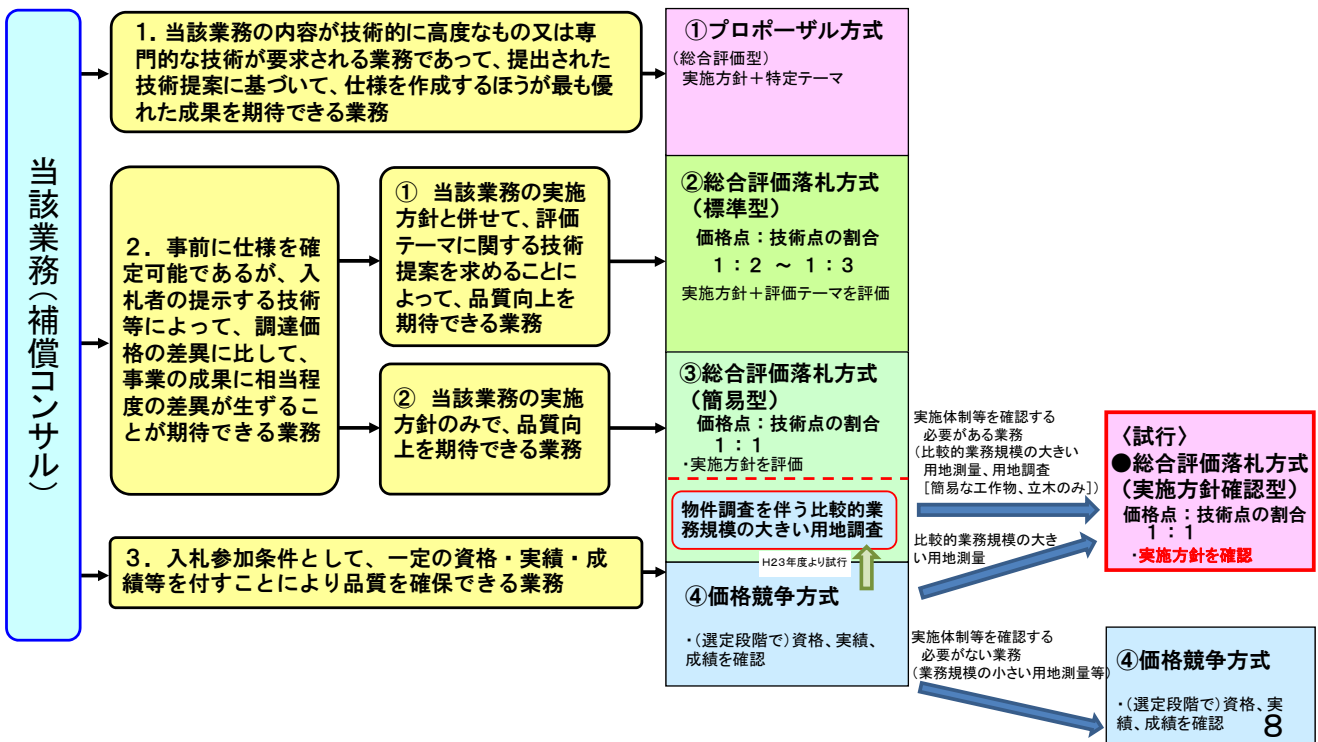 当該業務(補償コンサル)
1. 当該業務の内容が技術的に高度なもの又は専
門的な技術が要求される業務であって、提出された
技術提案に基づいて、仕様を作成するほうが最も優
れた成果を期待できる業務
2. 事前に仕様を確
定可能であるが、入
札者の提示する技術
等によって、調達価
格の差異に比して、
事業の成果に相当程
度の差異が生ずるこ
とが期待できる業務
① 当該業務の実施
方針と併せて、評価
テーマに関する技術
提案を求めることに
よって、品質向上を
期待できる業務
② 当該業務の実施
方針のみで、品質向
上を期待できる業務
3. 入札参加条件として、一定の資格・実績・成
績等を付すことにより品質を確保できる業務
①プロポーザル方式
(総合評価型)
実施方針+特定テーマ
②総合評価落札方式
(標準型)
価格点:技術点の割合
1:2 ~ 1:3
実施方針+評価テーマを評価
③総合評価落札方式
(簡易型)
価格点:技術点の割合
1:1
・実施方針を評価
物件調査を伴う比較的業
務規模の大きい用地調査
H23年度より試行
④価格競争方式
・(選定段階で)資格、実績、
成績を確認
実施体制等を確認する
必要がある業務
(比較的業務規模の大きい
用地測量、用地調査
[簡易な工作物、立木のみ])
比較的業務規模の大き
い用地測量
〈試行〉
●総合評価落札方式
(実施方針確認型)
価格点:技術点の割合
1:1
・実施方針を確認
実施体制等を確認する
必要がない業務
(業務規模の小さい用地測量等)
④価格競争方式
・(選定段階で)資格、実
績、成績を確認
8